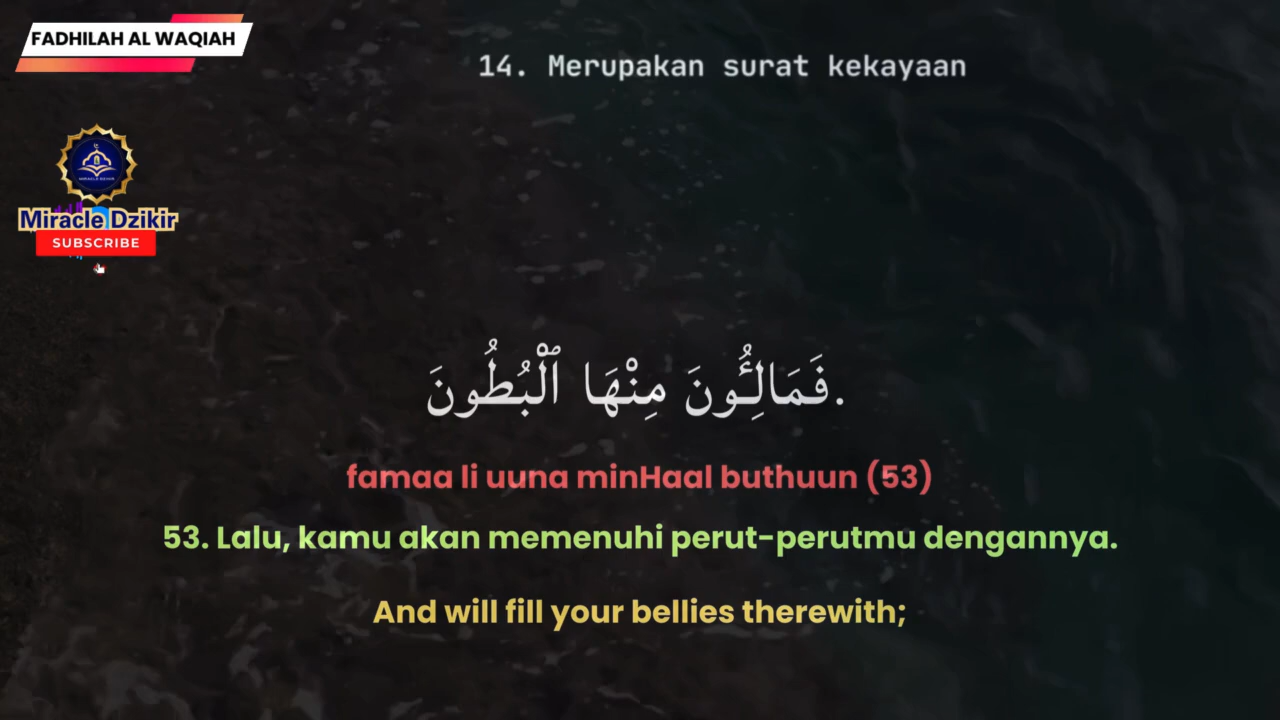 FADHILAH AL WAQIAH
14. Merupakan surat kekayaan
Miracle Dzikir
SUBSCRIBE
فَمَالِـُٔونَ مِنْهَا ٱلْبُطُونَ.
famaa li uuna minHaal buthuun (53)
53. Lalu, kamu akan memenuhi perut-perutmu dengannya.
And will fill your bellies therewith;